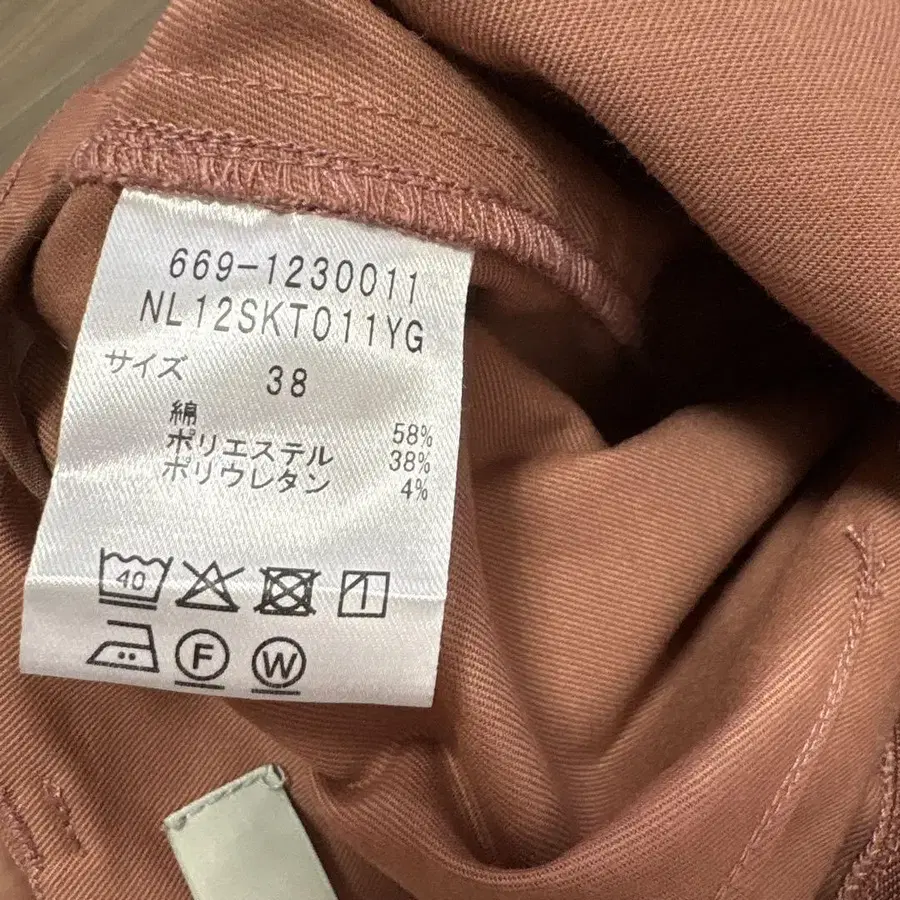 669-1230011
NL12SKT011YG
サイズ 38
綿 58%
ポリエステル 38%
ポリウレタン 4%
40
F W